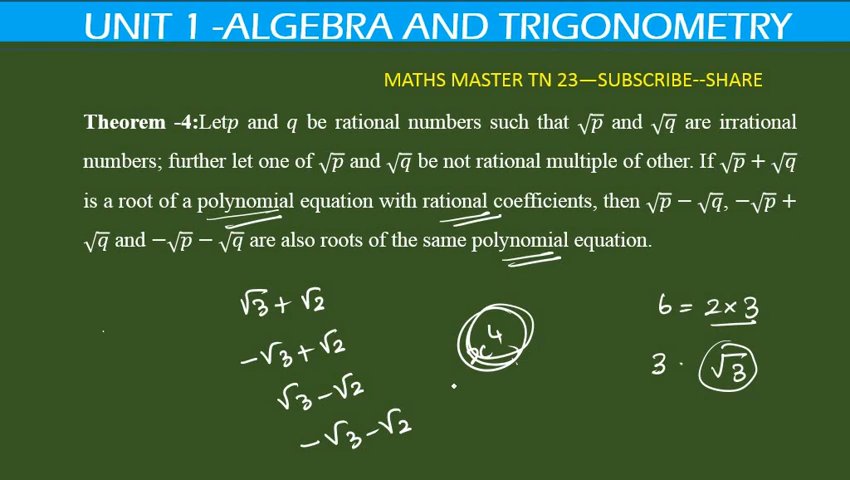 UNIT 1 -ALGEBRA AND TRIGONOMETRY
MATHS MASTER TN 23—SUBSCRIBE--SHARE
Theorem -4:Letp and q be rational numbers such that √p and √q are irrational
numbers; further let one of √p and √q be not rational multiple of other. If √p + √q
is a root of a polynomial equation with rational coefficients, then √p − √q, −√p +
√q and −√p − √q are also roots of the same polynomial equation.
√3 + √2
−√3 + √2
√3 − √2
−√3 − √2
4
6 = 2 × 3
3 · √3